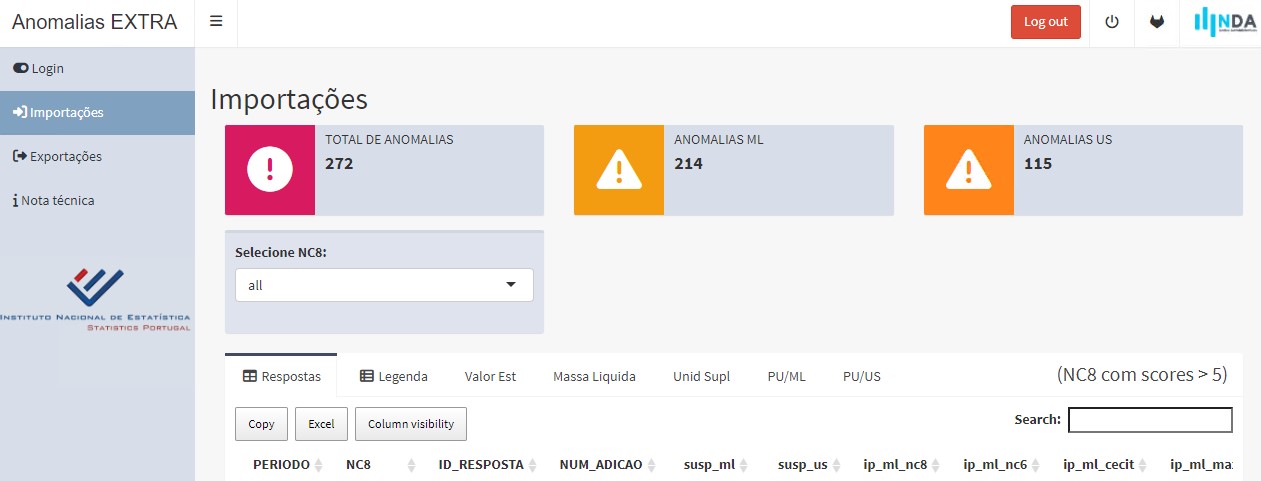 Anomalias EXTRA
Log out
NDA
Login
Importações
Exportações
Nota técnica
INSTITUTO NACIONAL DE ESTATÍSTICA
STATISTICS PORTUGAL
Importações
TOTAL DE ANOMALIAS
272
ANOMALIAS ML
214
ANOMALIAS US
115
Selecione NC8:
all
Respostas Legenda Valor Est Massa Liquida Unid Supl PU/ML PU/US (NC8 com scores > 5)
Copy Excel Column visibility Search:
PERIODO NC8 ID_RESPOSTA NUM_ADICAO susp_ml susp_us ip_ml_nc8 ip_ml_nc6 ip_ml_cecit